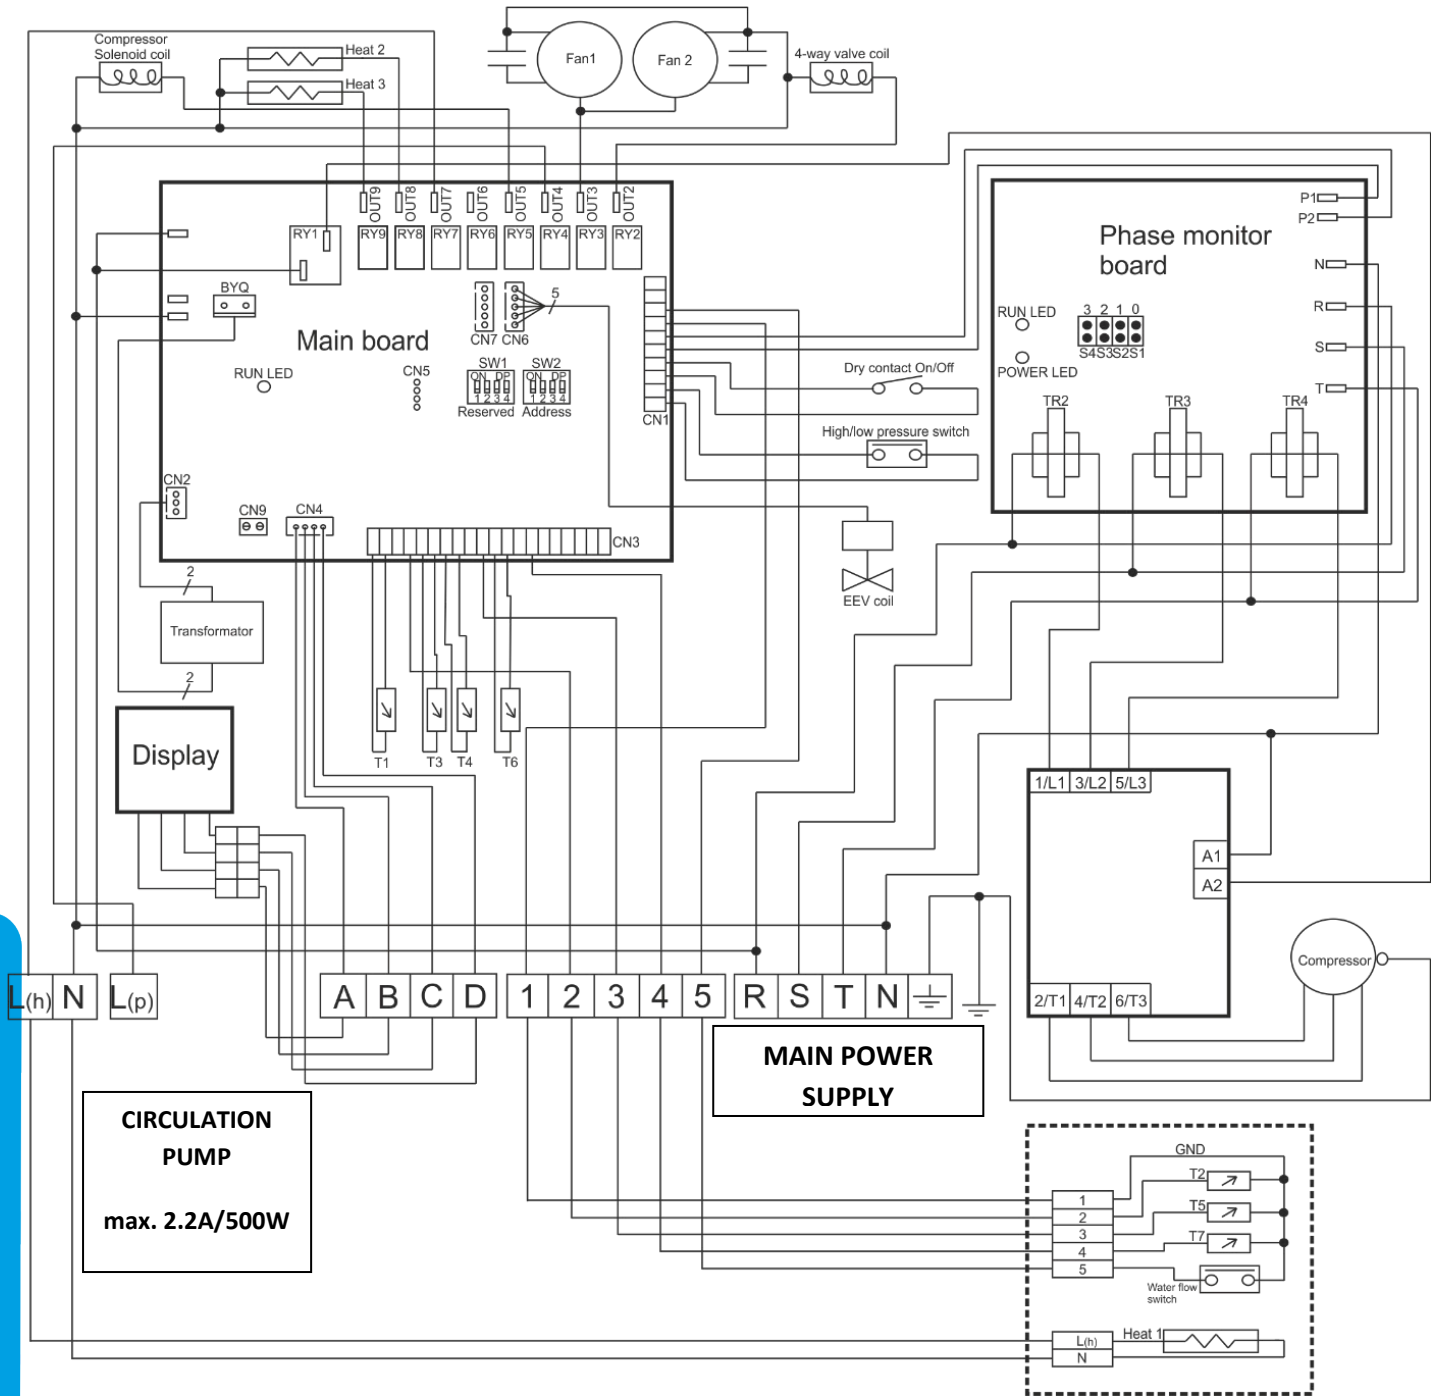 Compressor
Solenoid coil
Heat 2
Heat 3
Fan1
Fan 2
4-way valve coil
OUT9
OUT8
OUT7
OUT6
OUT5
OUT4
OUT3
OUT2
RY1
RY9
RY8
RY7
RY6
RY5
RY4
RY3
RY2
BYQ
Main board
RUN LED
CN5
CN7 CN6
5
SW1
ON DP
1 2 3 4
Reserved
SW2
ON DP
1 2 3 4
Address
CN1
CN2
CN9
CN4
CN3
Dry contact On/Off
High/low pressure switch
EEV coil
Phase monitor
board
P1
P2
N
R
S
T
RUN LED
POWER LED
3 2 1 0
S4S3S2S1
TR2
TR3
TR4
2
Transformator
2
Display
T1
T3
T4
T6
1/L1 3/L2 5/L3
A1
A2
2/T1 4/T2 6/T3
Compressor
L(h) N
L(p)
A B C D
1 2 3 4 5
R S T N
MAIN POWER
SUPPLY
CIRCULATION
PUMP
max. 2.2A/500W
GND
T2
T5
T7
1
2
3
4
5
Water flow
switch
L(h)
N
Heat 1